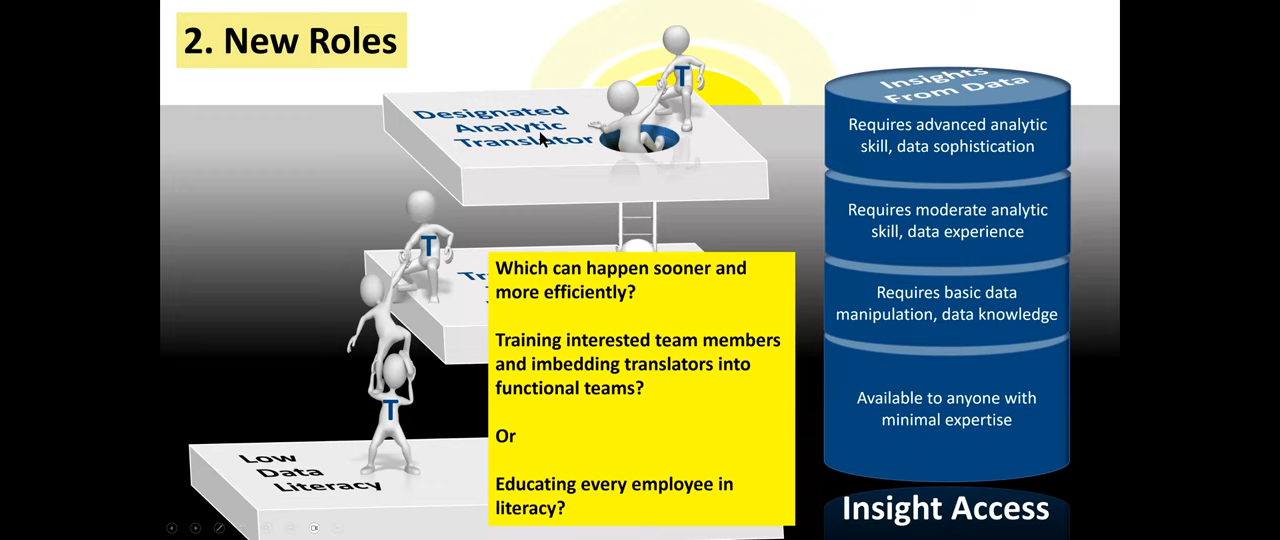 2. New Roles
T
Designated
Analytic
Translator
T
T
Low
Data
Literacy
Which can happen sooner and
more efficiently?
Training interested team members
and imbedding translators into
functional teams?
Or
Educating every employee in
literacy?
Insights
From Data
Requires advanced analytic
skill, data sophistication
Requires moderate analytic
skill, data experience
Requires basic data
manipulation, data knowledge
Available to anyone with
minimal expertise
Insight Access